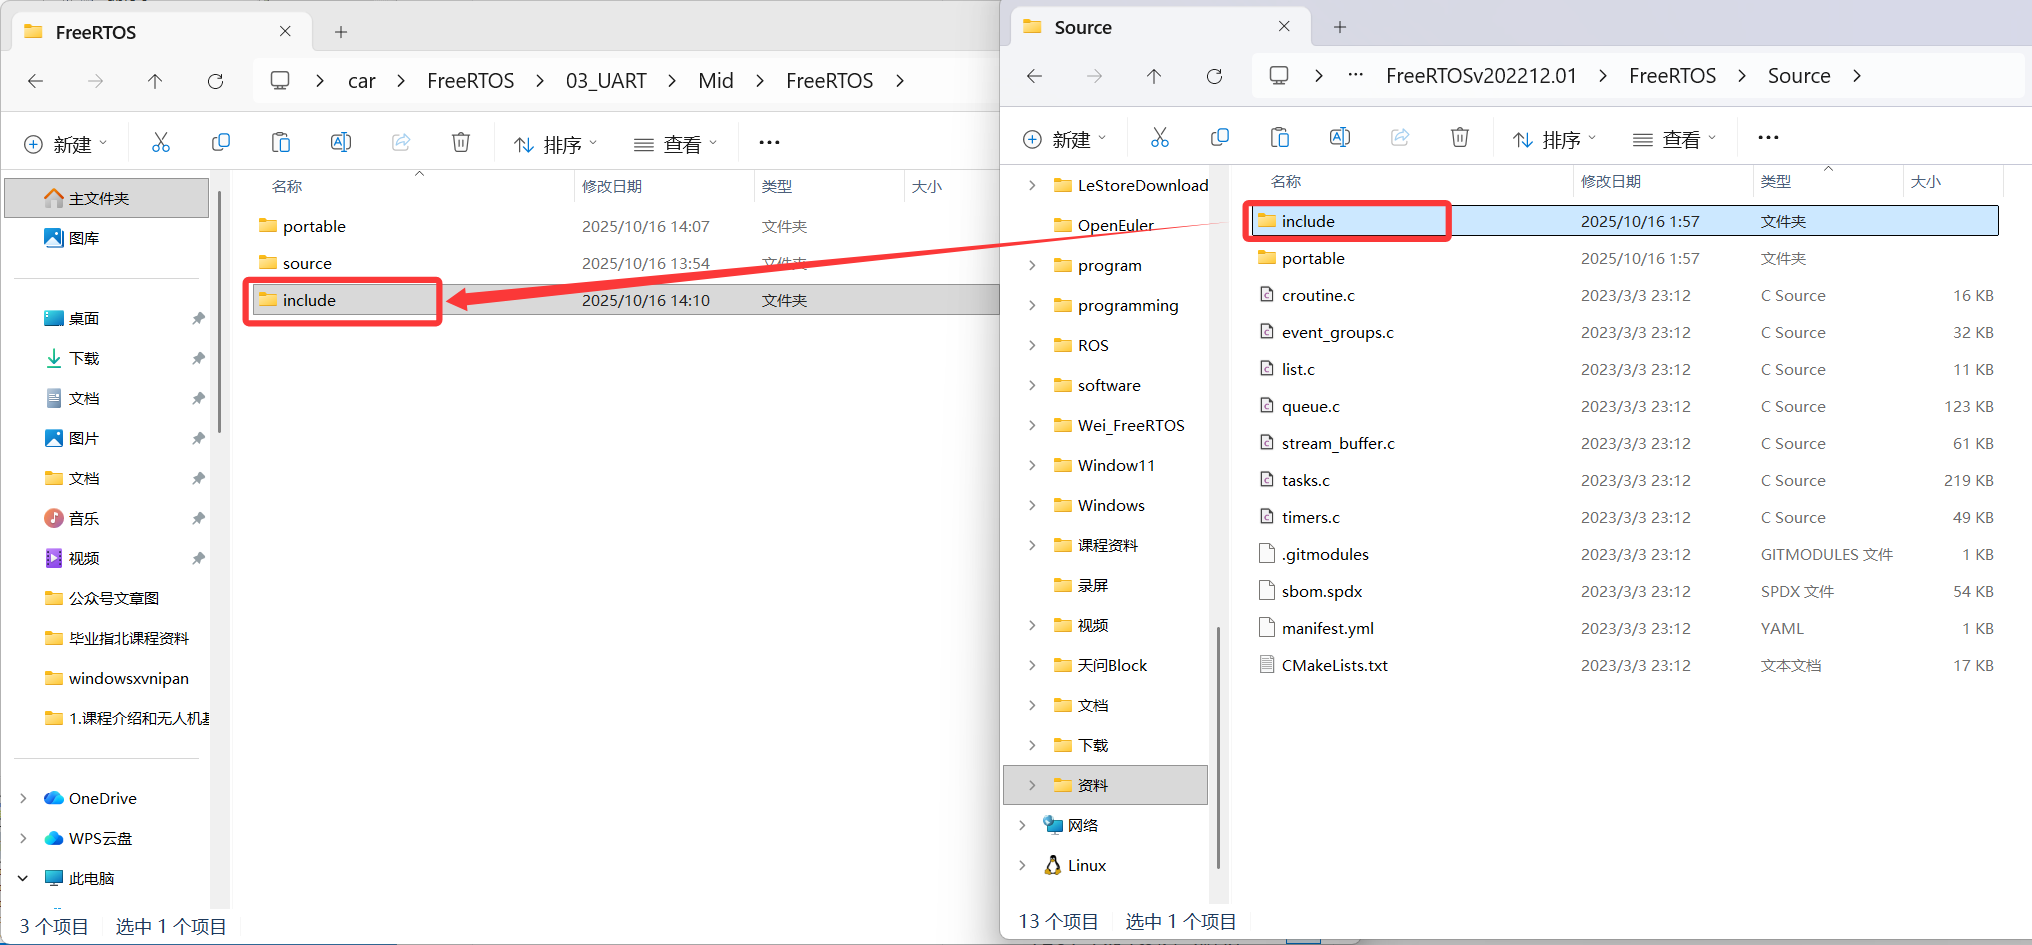 FreeRTOS
car
FreeRTOS
03_UART
Mid
FreeRTOS
新建
排序
查看
主文件夹
图库
桌面
下载
文档
图片
文档
音乐
视频
公众号文章图
毕业指北课程资料
windowsxvnipan
1.课程介绍和无人机基
OneDrive
WPS云盘
此电脑
名称 修改日期 类型 大小
portable 2025/10/16 14:07 文件夹
source 2025/10/16 13:54 文件夹
include 2025/10/16 14:10 文件夹
3 个项目 选中 1 个项目
Source
FreeRTOSv202212.01
FreeRTOS
Source
新建
排序
查看
LeStoreDownload
OpenEuler
program
programming
ROS
software
Wei_FreeRTOS
Window11
Windows
课程资料
录屏
视频
天问Block
文档
下载
资料
网络
Linux
名称 修改日期 类型 大小
include 2025/10/16 1:57 文件夹
portable 2025/10/16 1:57 文件夹
croutine.c 2023/3/3 23:12 C Source 16 KB
event_groups.c 2023/3/3 23:12 C Source 32 KB
list.c 2023/3/3 23:12 C Source 11 KB
queue.c 2023/3/3 23:12 C Source 123 KB
stream_buffer.c 2023/3/3 23:12 C Source 61 KB
tasks.c 2023/3/3 23:12 C Source 219 KB
timers.c 2023/3/3 23:12 C Source 49 KB
.gitmodules 2023/3/3 23:12 GITMODULES 文件 1 KB
sbom.spdx 2023/3/3 23:12 SPDX 文件 54 KB
manifest.yml 2023/3/3 23:12 YAML 1 KB
CMakeLists.txt 2023/3/3 23:12 文本文档 17 KB
13 个项目 选中 1 个项目